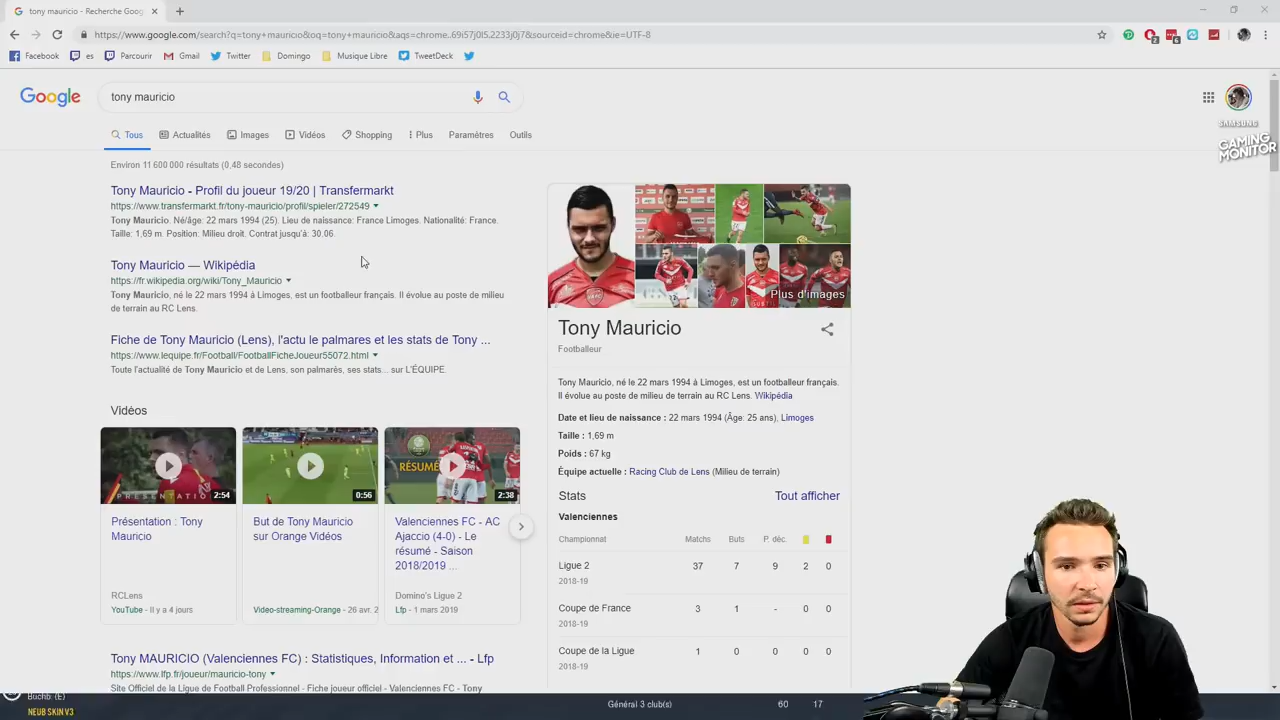 tony mauricio - Recherche Goog
https://www.google.com/search?q=tony+mauricio&oq=tony+mauricio&aqs=chrome..69i57j0l5.2233j0j7&sourceid=chrome&ie=UTF-8
Facebook es Parcourir Gmail Twitter Domingo Musique Libre TweetDeck
Google
tony mauricio
Tous Actualités Images Vidéos Shopping Plus Paramètres Outils
SAMSUNG
GAMING
MONITOR
Environ 11 600 000 résultats (0,48 secondes)
Tony Mauricio - Profil du joueur 19/20 | Transfermarkt
https://www.transfermarkt.fr/tony-mauricio/profil/spieler/272549
Tony Mauricio. Né/âge: 22 mars 1994 (25). Lieu de naissance: France Limoges. Nationalité: France.
Taille: 1,69 m. Position: Milieu droit. Contrat jusqu'à: 30.06.
Tony Mauricio — Wikipédia
https://fr.wikipedia.org/wiki/Tony_Mauricio
Tony Mauricio, né le 22 mars 1994 à Limoges, est un footballeur français. Il évolue au poste de milieu
de terrain au RC Lens.
Fiche de Tony Mauricio (Lens), l'actu le palmares et les stats de Tony ...
https://www.lequipe.fr/Football/FootballFicheJoueur55072.html
Toute l'actualité de Tony Mauricio et de Lens, son palmarès, ses stats... sur L'ÉQUIPE.
Vidéos
PRESENTATIO
2:54
0:56
RÉSUMÉ
2:38
Présentation : Tony
Mauricio
RCLens
YouTube - Il y a 4 jours
But de Tony Mauricio
sur Orange Vidéos
Video-streaming-Orange - 26 avr. 2
Valenciennes FC - AC
Ajaccio (4-0) - Le
résumé - Saison
2018/2019 ...
Domino's Ligue 2
Lfp - 1 mars 2019
Tony MAURICIO (Valenciennes FC) : Statistiques, Information et ... - Lfp
https://www.lfp.fr/joueur/mauricio-tony
Site Officiel de la Ligue de Football Professionnel - Fiche joueur officiel - Valenciennes FC - Tony
Plus d'images
Tony Mauricio
Footballeur
Tony Mauricio, né le 22 mars 1994 à Limoges, est un footballeur français.
Il évolue au poste de milieu de terrain au RC Lens. Wikipédia
Date et lieu de naissance : 22 mars 1994 (Âge: 25 ans), Limoges
Taille : 1,69 m
Poids : 67 kg
Équipe actuelle : Racing Club de Lens (Milieu de terrain)
Stats Tout afficher
Valenciennes
Championnat Matchs Buts P. déc.
Ligue 2 37 7 9 2 0
2018-19
Coupe de France 3 1 - 0 0
2018-19
Coupe de la Ligue 1 0 0 0 0
2018-19
Buchb: (E)
NEUB SKIN V3
Général 3 club(s) 60 17